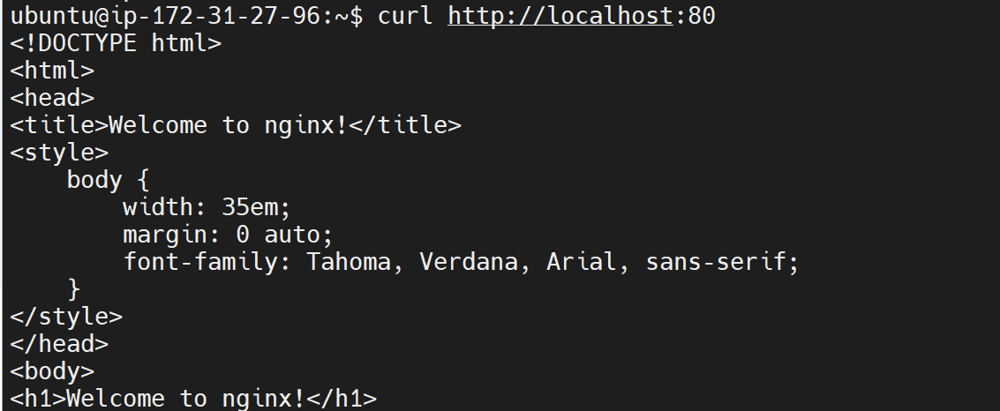 ubuntu@ip-172-31-27-96:~$ curl http://localhost:80
<!DOCTYPE html>
<html>
<head>
<title>Welcome to nginx!</title>
<style>
    body {
        width: 35em;
        margin: 0 auto;
        font-family: Tahoma, Verdana, Arial, sans-serif;
    }
</style>
</head>
<body>
<h1>Welcome to nginx!</h1>